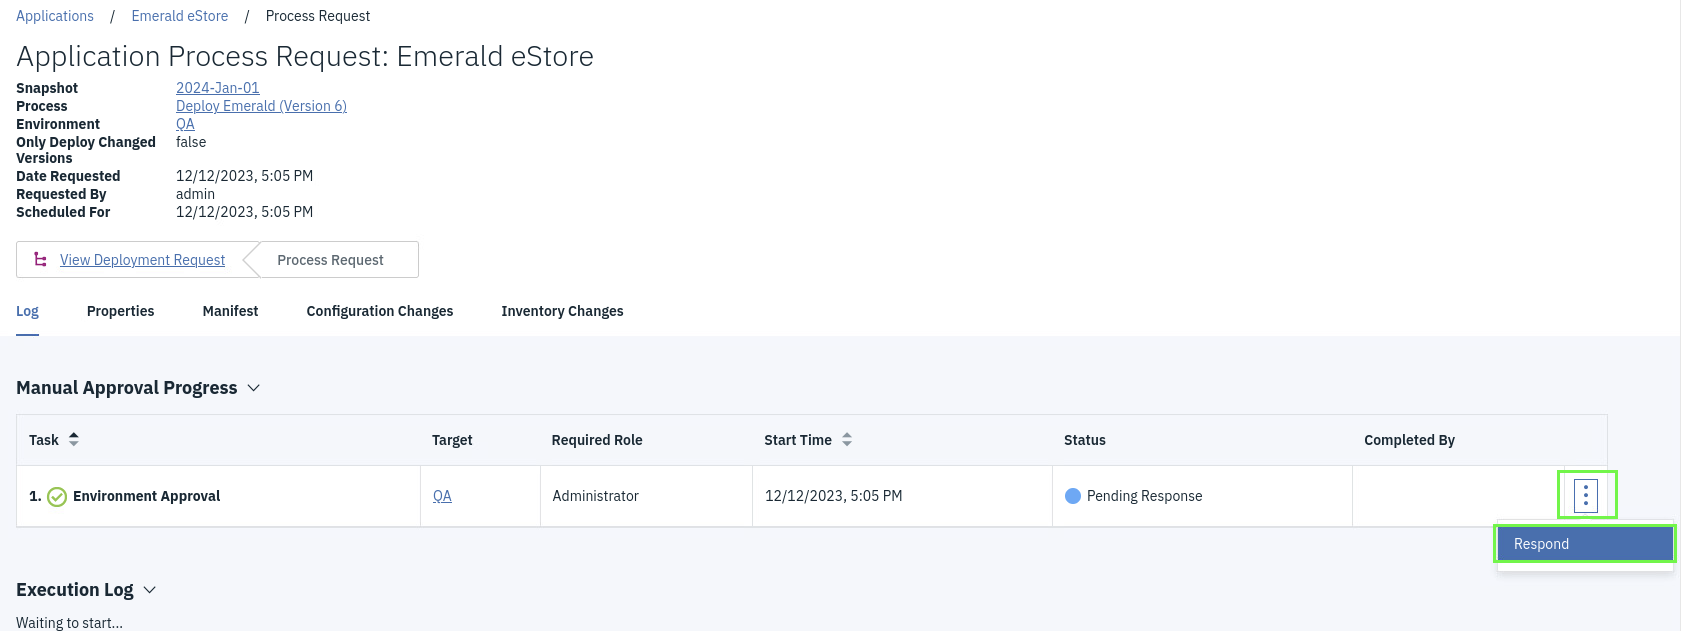 Applications / Emerald eStore / Process Request
Application Process Request: Emerald eStore
Snapshot 2024-Jan-01
Process Deploy Emerald (Version 6)
Environment QA
Only Deploy Changed false
Versions
Date Requested 12/12/2023, 5:05 PM
Requested By admin
Scheduled For 12/12/2023, 5:05 PM
View Deployment Request Process Request
Log Properties Manifest Configuration Changes Inventory Changes
Manual Approval Progress
Task Target Required Role Start Time Status Completed By
1. Environment Approval QA Administrator 12/12/2023, 5:05 PM Pending Response
Respond
Execution Log
Waiting to start...